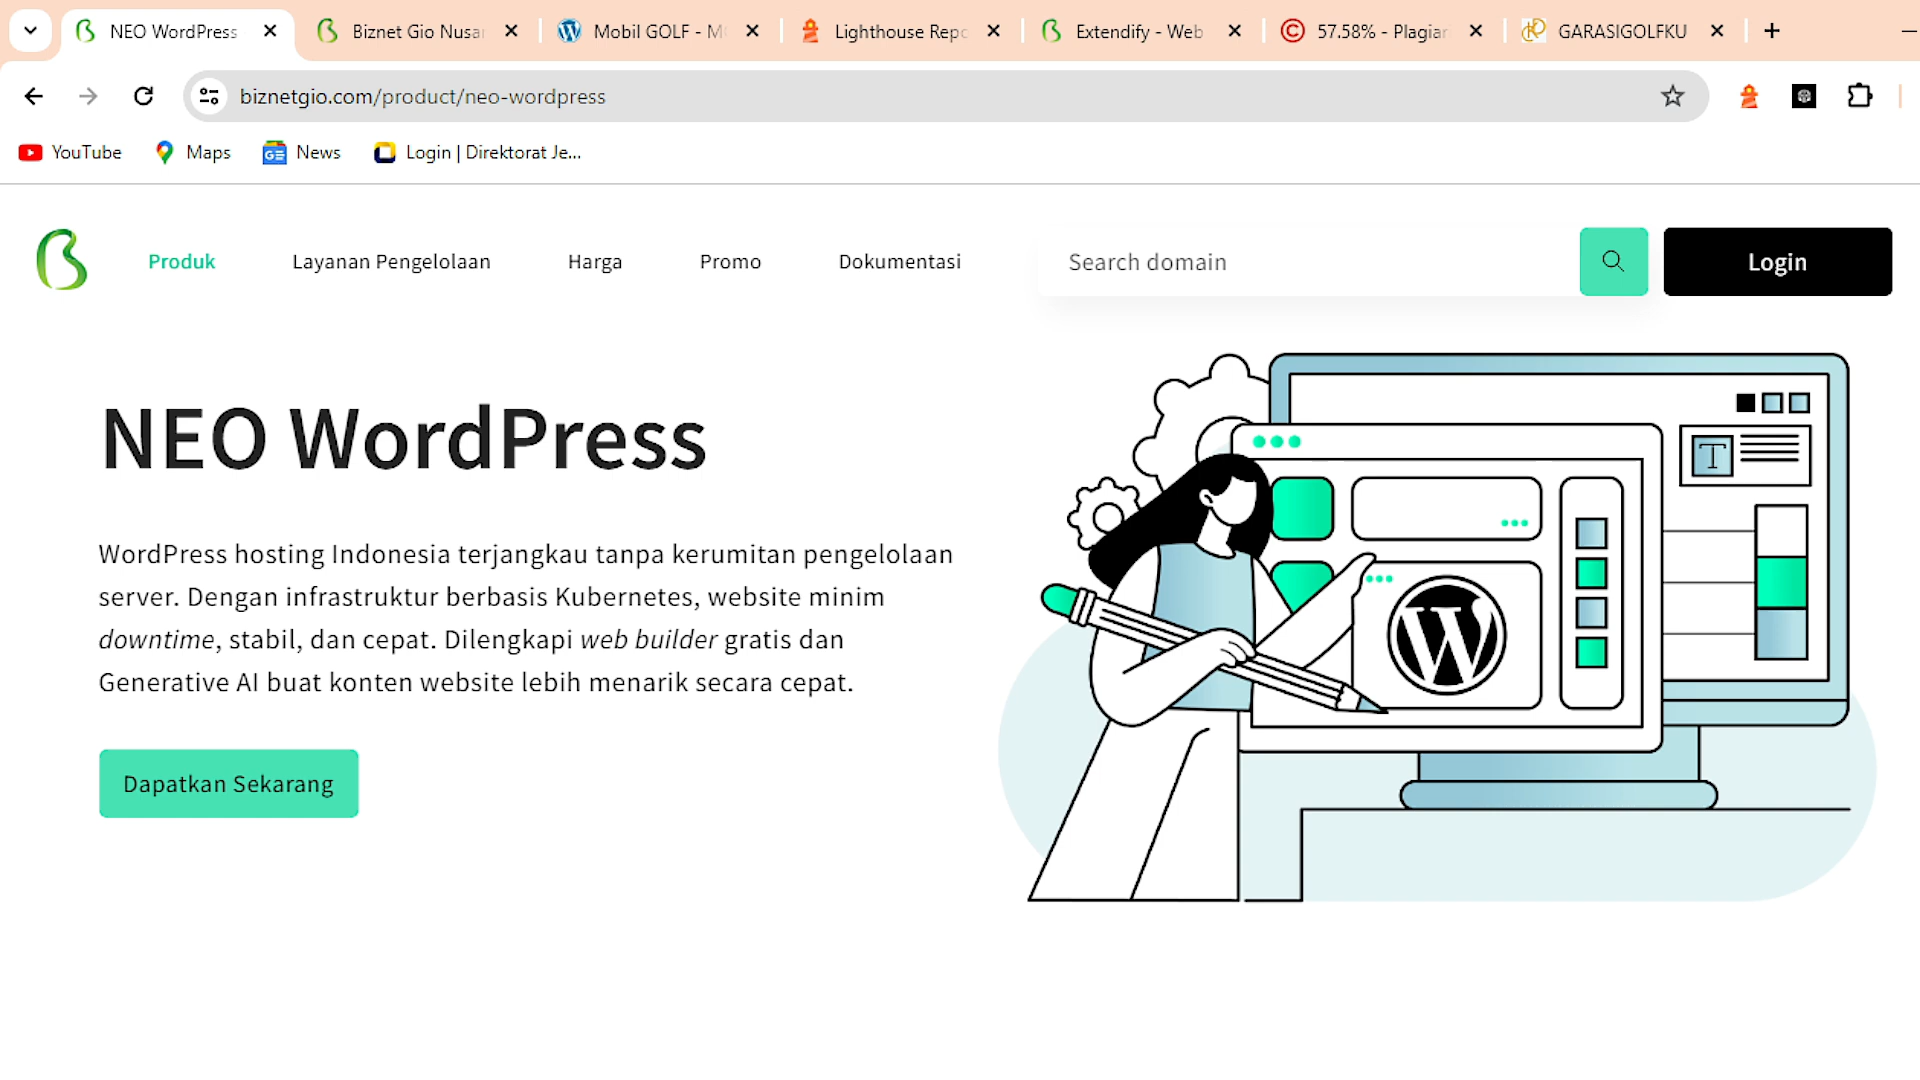 NEO WordPress
Biznet Gio Nusa
Mobil GOLF - M
Lighthouse Repo
Extendify - Web
57.58% - Plagiar
GARASIGOLFKU
biznetgio.com/product/neo-wordpress
YouTube
Maps
News
Login | Direktorat Je...
Produk
Layanan Pengelolaan
Harga
Promo
Dokumentasi
Search domain
Login
NEO WordPress
WordPress hosting Indonesia terjangkau tanpa kerumitan pengelolaan
server. Dengan infrastruktur berbasis Kubernetes, website minim
downtime, stabil, dan cepat. Dilengkapi web builder gratis dan
Generative AI buat konten website lebih menarik secara cepat.
Dapatkan Sekarang
T